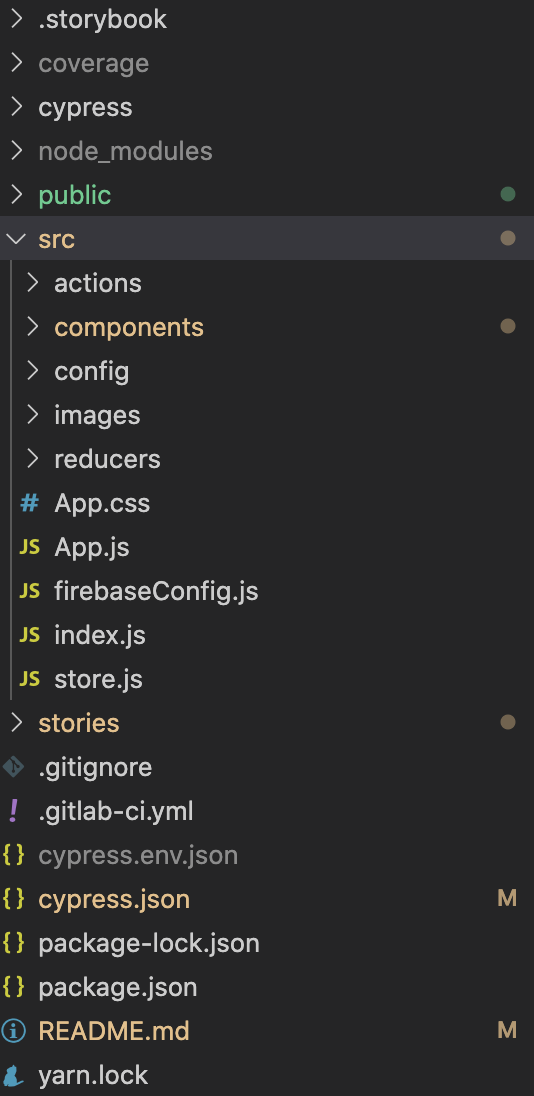 .storybook
coverage
cypress
node_modules
public
src
actions
components
config
images
reducers
# App.css
JS App.js
JS firebaseConfig.js
JS index.js
JS store.js
stories
.gitignore
! .gitlab-ci.yml
{} cypress.env.json
{} cypress.json M
{} package-lock.json
{} package.json
README.md M
yarn.lock